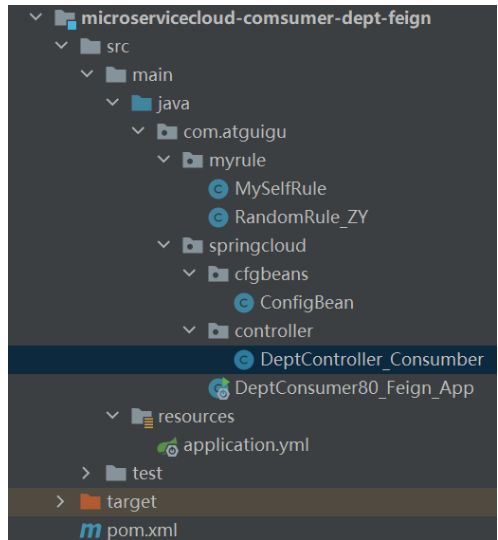 microservicecloud-comsumer-dept-feign
src
main
java
com.atguigu
myrule
MySelfRule
RandomRule_ZY
springcloud
cfgbeans
ConfigBean
controller
DeptController_Consumber
DeptConsumer80_Feign_App
resources
application.yml
test
target
pom.xml